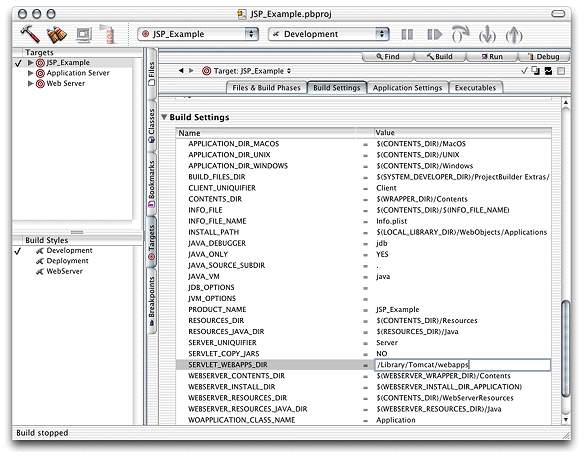 JSP_Example.pbproj
JSP_Example
Development
Find
Build
Run
Debug
Targets
JSP_Example
Application Server
Web Server
Build Styles
Development
Deployment
WebServer
Files
Classes
Bookmarks
Targets
Breakpoints
Target: JSP_Example
Files & Build Phases
Build Settings
Application Settings
Executables
Build Settings
Name Value
APPLICATION_DIR_MACOS = $(CONTENTS_DIR)/MacOS
APPLICATION_DIR_UNIX = $(CONTENTS_DIR)/UNIX
APPLICATION_DIR_WINDOWS = $(CONTENTS_DIR)/Windows
BUILD_FILES_DIR = $(SYSTEM_DEVELOPER_DIR)/ProjectBuilder Extras/
CLIENT_UNIQUIFIER = Client
CONTENTS_DIR = $(WRAPPER_DIR)/Contents
INFO_FILE = $(CONTENTS_DIR)/$(INFO_FILE_NAME)
INFO_FILE_NAME = Info.plist
INSTALL_PATH = $(LOCAL_LIBRARY_DIR)/WebObjects/Applications
JAVA_DEBUGGER = jdb
JAVA_ONLY = YES
JAVA_SOURCE_SUBDIR = .
JAVA_VM = java
JDB_OPTIONS =
JVM_OPTIONS =
PRODUCT_NAME = JSP_Example
RESOURCES_DIR = $(CONTENTS_DIR)/Resources
RESOURCES_JAVA_DIR = $(RESOURCES_DIR)/Java
SERVER_UNIQUIFIER = Server
SERVLET_COPY_JARS = NO
SERVLET_WEBAPPS_DIR = /Library/Tomcat/webapps
WEBSERVER_CONTENTS_DIR = $(WEBSERVER_WRAPPER_DIR)/Contents
WEBSERVER_INSTALL_DIR = $(WEBSERVER_INSTALL_DIR_APPLICATION)
WEBSERVER_RESOURCES_DIR = $(CONTENTS_DIR)/WebServerResources
WEBSERVER_RESOURCES_JAVA_DIR = $(WEBSERVER_RESOURCES_DIR)/Java
WOAPPLICATION_CLASS_NAME = Application
Build stopped